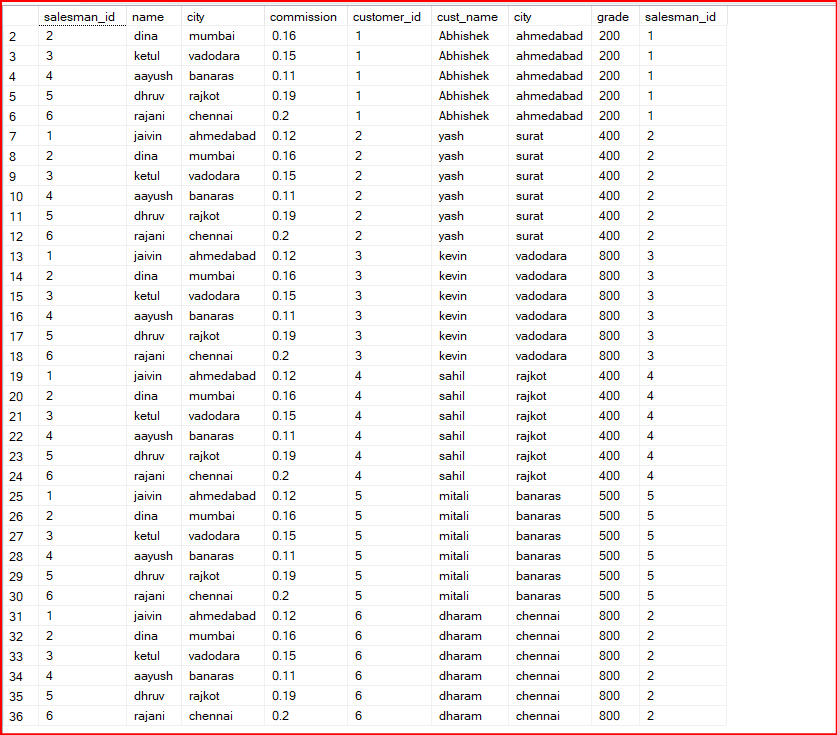 salesman_id name city commission customer_id cust_name city grade salesman_id
2 2 dina mumbai 0.16 1 Abhishek ahmedabad 200 1
3 3 ketul vadodara 0.15 1 Abhishek ahmedabad 200 1
4 4 aayush banaras 0.11 1 Abhishek ahmedabad 200 1
5 5 dhruv rajkot 0.19 1 Abhishek ahmedabad 200 1
6 6 rajani chennai 0.2 1 Abhishek ahmedabad 200 1
7 1 jaivin ahmedabad 0.12 2 yash surat 400 2
8 2 dina mumbai 0.16 2 yash surat 400 2
9 3 ketul vadodara 0.15 2 yash surat 400 2
10 4 aayush banaras 0.11 2 yash surat 400 2
11 5 dhruv rajkot 0.19 2 yash surat 400 2
12 6 rajani chennai 0.2 2 yash surat 400 2
13 1 jaivin ahmedabad 0.12 3 kevin vadodara 800 3
14 2 dina mumbai 0.16 3 kevin vadodara 800 3
15 3 ketul vadodara 0.15 3 kevin vadodara 800 3
16 4 aayush banaras 0.11 3 kevin vadodara 800 3
17 5 dhruv rajkot 0.19 3 kevin vadodara 800 3
18 6 rajani chennai 0.2 3 kevin vadodara 800 3
19 1 jaivin ahmedabad 0.12 4 sahil rajkot 400 4
20 2 dina mumbai 0.16 4 sahil rajkot 400 4
21 3 ketul vadodara 0.15 4 sahil rajkot 400 4
22 4 aayush banaras 0.11 4 sahil rajkot 400 4
23 5 dhruv rajkot 0.19 4 sahil rajkot 400 4
24 6 rajani chennai 0.2 4 sahil rajkot 400 4
25 1 jaivin ahmedabad 0.12 5 mitali banaras 500 5
26 2 dina mumbai 0.16 5 mitali banaras 500 5
27 3 ketul vadodara 0.15 5 mitali banaras 500 5
28 4 aayush banaras 0.11 5 mitali banaras 500 5
29 5 dhruv rajkot 0.19 5 mitali banaras 500 5
30 6 rajani chennai 0.2 5 mitali banaras 500 5
31 1 jaivin ahmedabad 0.12 6 dharam chennai 800 2
32 2 dina mumbai 0.16 6 dharam chennai 800 2
33 3 ketul vadodara 0.15 6 dharam chennai 800 2
34 4 aayush banaras 0.11 6 dharam chennai 800 2
35 5 dhruv rajkot 0.19 6 dharam chennai 800 2
36 6 rajani chennai 0.2 6 dharam chennai 800 2